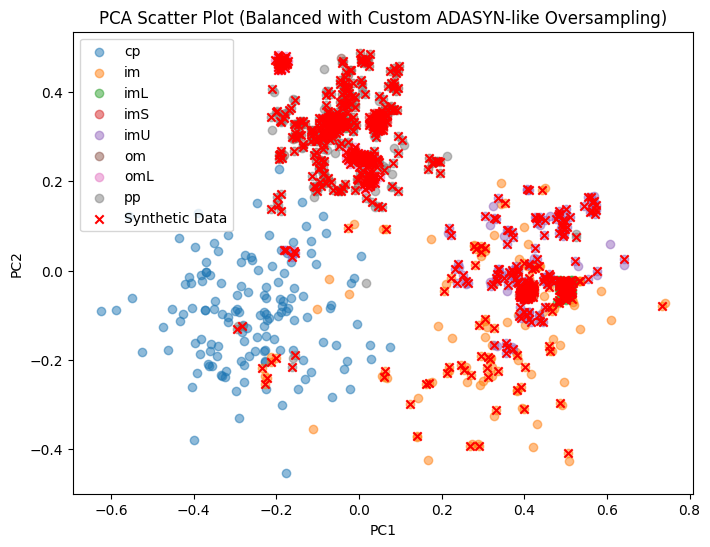 PCA Scatter Plot (Balanced with Custom ADASYN-like Oversampling)
cp
im
imL
imS
imU
om
omL
pp
Synthetic Data
PC2
0.4
0.2
0.0
−0.2
−0.4
−0.6 −0.4 −0.2 0.0 0.2 0.4 0.6 0.8
PC1